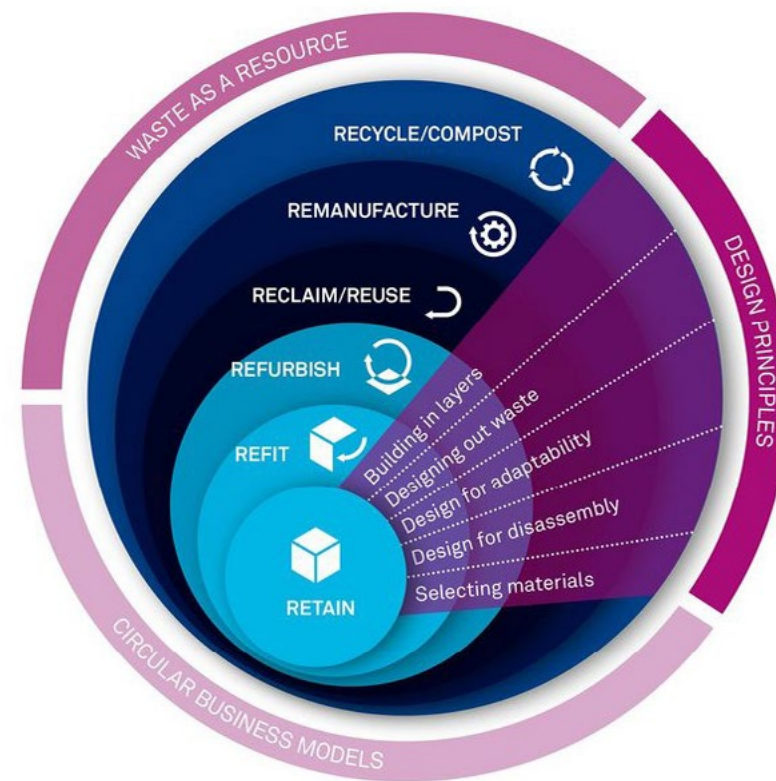 WASTE AS A RESOURCE
RECYCLE/COMPOST
REMANUFACTURE
RECLAIM/REUSE
REFURBISH
REFIT
RETAIN
Building in layers
Designing out waste
Design for adaptability
Design for disassembly
Selecting materials
DESIGN PRINCIPLES
CIRCULAR BUSINESS MODELS